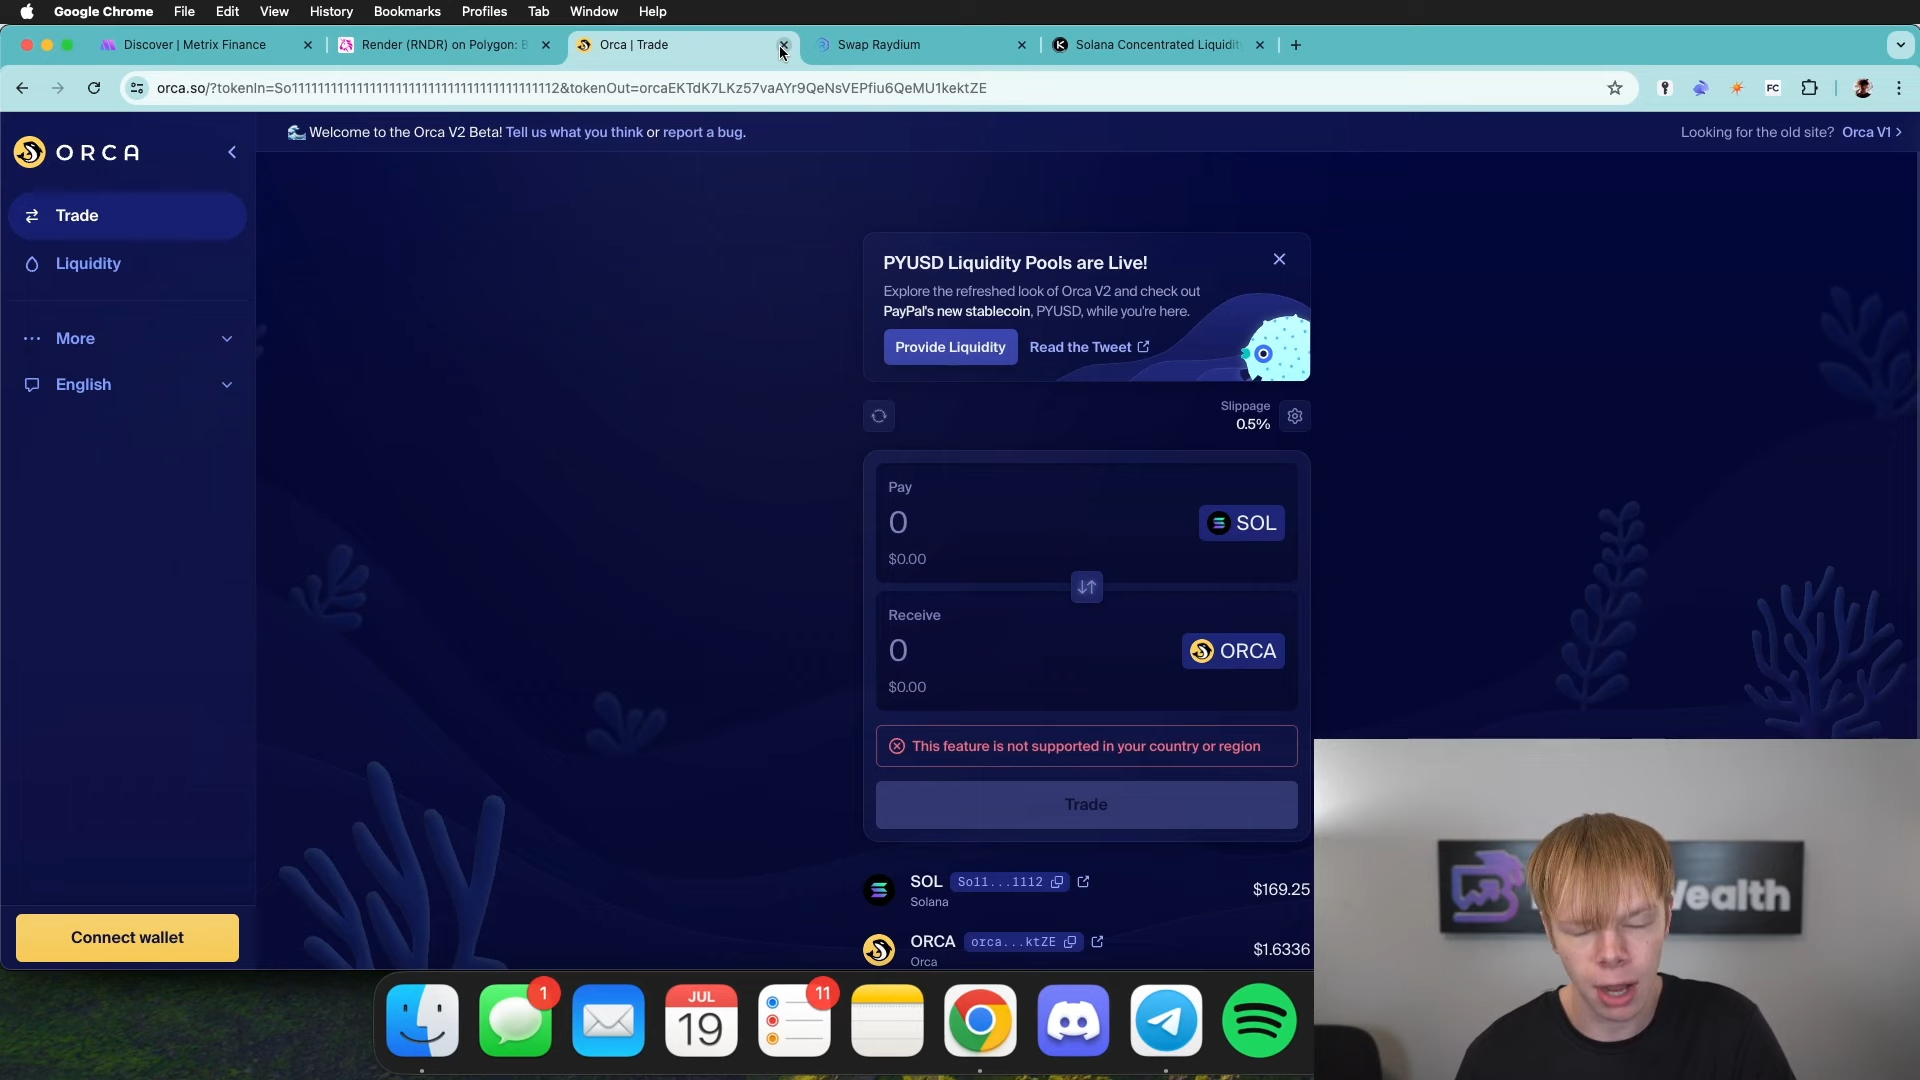 Google Chrome File Edit View History Bookmarks Profiles Tab Window Help
Discover | Metrix Finance
Render (RNDR) on Polygon:
Orca | Trade
Swap Raydium
Solana Concentrated Liquidit
orca.so/?tokenIn=So11111111111111111111111111111111111111112&tokenOut=orcaEKTdK7LKz57vaAYr9QeNsVEPfiu6QeMU1kektZE
FC
ORCA
Welcome to the Orca V2 Beta! Tell us what you think or report a bug.
Looking for the old site? Orca V1
Trade
Liquidity
More
English
PYUSD Liquidity Pools are Live!
Explore the refreshed look of Orca V2 and check out
PayPal's new stablecoin, PYUSD, while you're here.
Provide Liquidity
Read the Tweet
Slippage
0.5%
Pay
0
SOL
$0.00
Receive
0
ORCA
$0.00
This feature is not supported in your country or region
Trade
SOL So11...1112
Solana
$169.25
ORCA orca...ktZE
Orca
$1.6336
Connect wallet
1
JUL
19
11